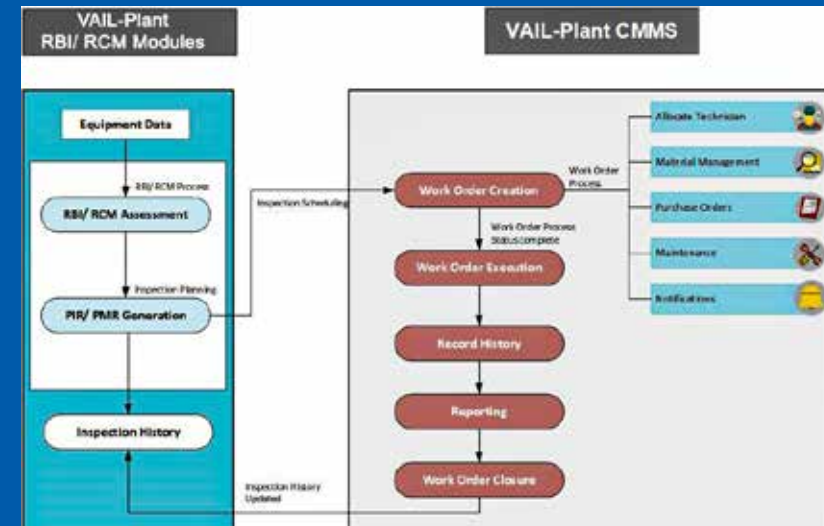 VAIL-Plant
RBI/ RCM Modules
VAIL-Plant CMMS
Equipment Data
RBI/ RCM Process
RBI/ RCM Assessment
Inspection Planning
PIR/ PMR Generation
Inspection History
Inspection Scheduling
Inspection History
Updated
Work Order Creation
Work Order Process
Status complete
Work Order Execution
Record History
Reporting
Work Order Closure
Work Order
Process
Allocate Technician
Material Management
Purchase Orders
Maintenance
Notifications